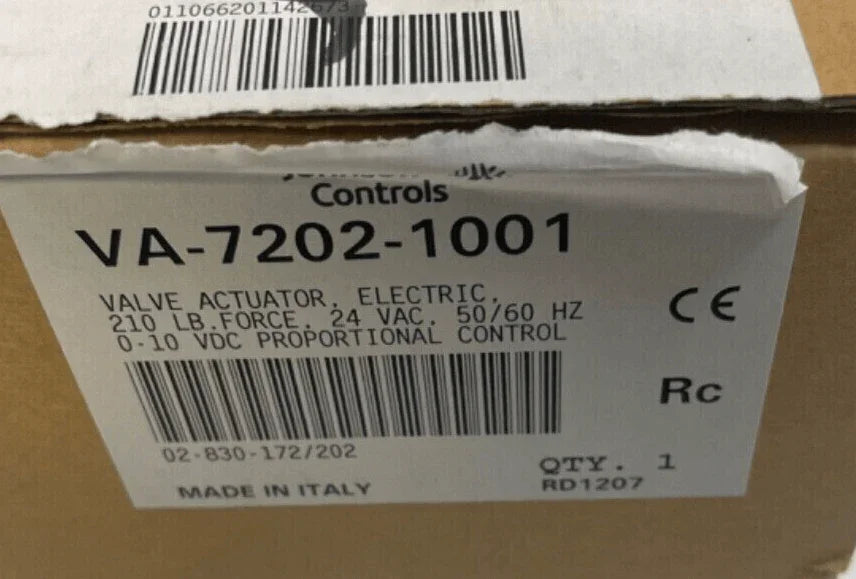 Controls
VA-7202-1001
VALVE ACTUATOR, ELECTRIC,
210 LB.FORCE, 24 VAC, 50/60 HZ
0-10 VDC PROPORTIONAL CONTROL
CE
Rc
02-830-172/202
QTY. 1
MADE IN ITALY
RD1207